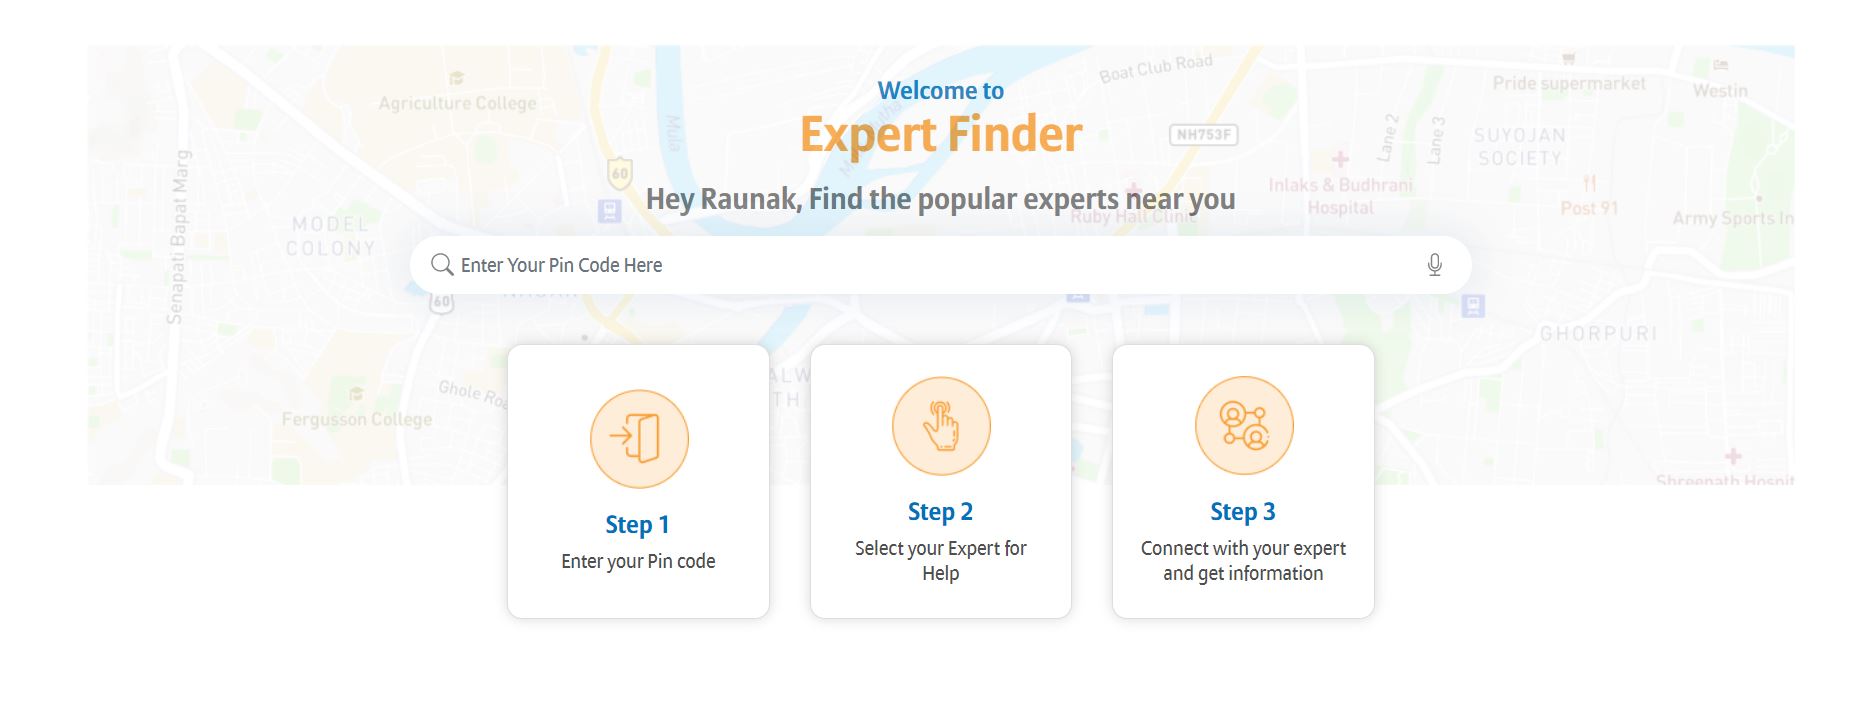 Welcome to
Expert Finder
Hey Raunak, Find the popular experts near you
Enter Your Pin Code Here
Step 1
Enter your Pin code
Step 2
Select your Expert for
Help
Step 3
Connect with your expert
and get information
Agriculture College
Senapati Bapat Marg
MODEL
COLONY
60
Mula
Boat Club Road
NH753F
Lane 2
Lane 3
Pride supermarket
Westin
SUYOJAN
SOCIETY
Inlaks & Budhrani
Hospital
Post 91
Ruby Hall Clinic
Army Sports In
60
GHORPURI
Ghole Roa
Fergusson College
Shreenath Hospit